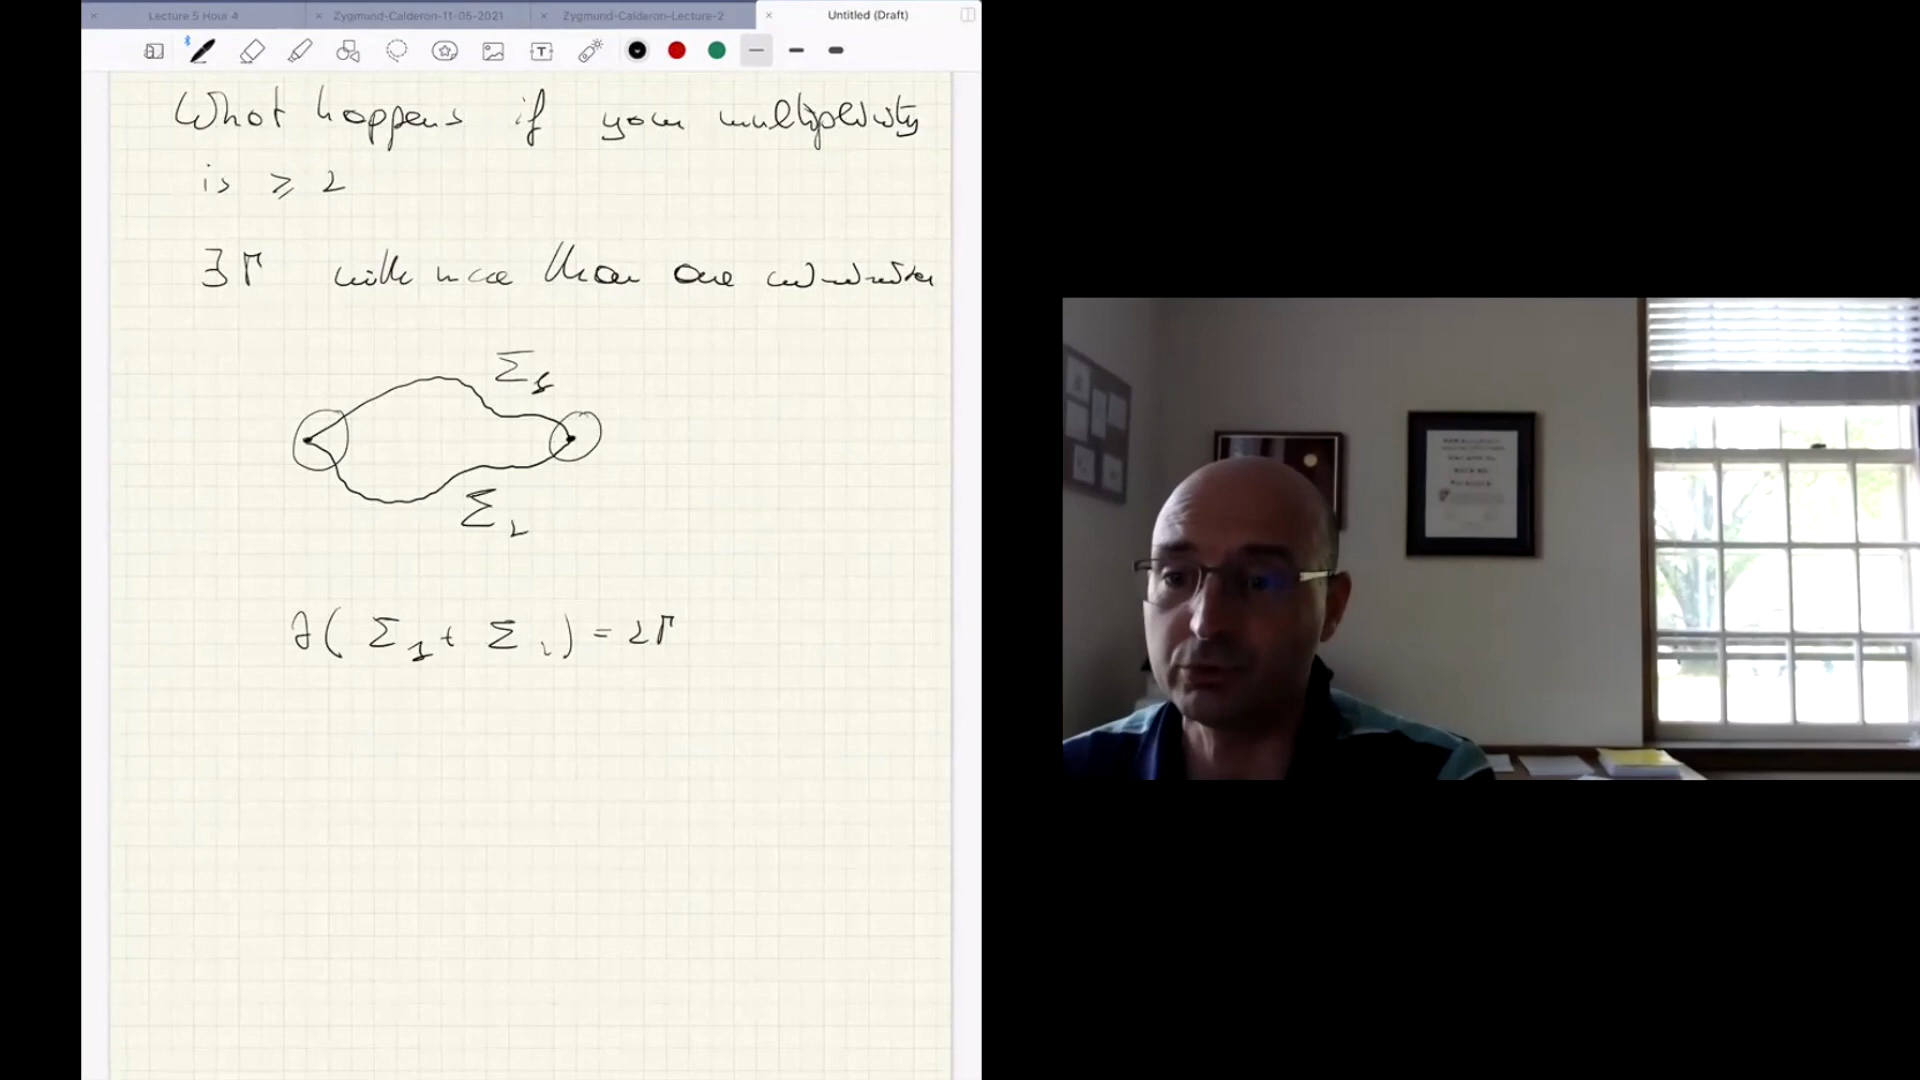 Lecture 5 Hour 4
Zygmund-Calderon-11-05-2021
Zygmund-Calderon-Lecture-2
Untitled (Draft)
What happens if your multiplicity
is ⩾ 2
∃ Γ with more than one
Σ₁
Σ₂
∂( Σ₁ + Σ₂ ) = 2Γ